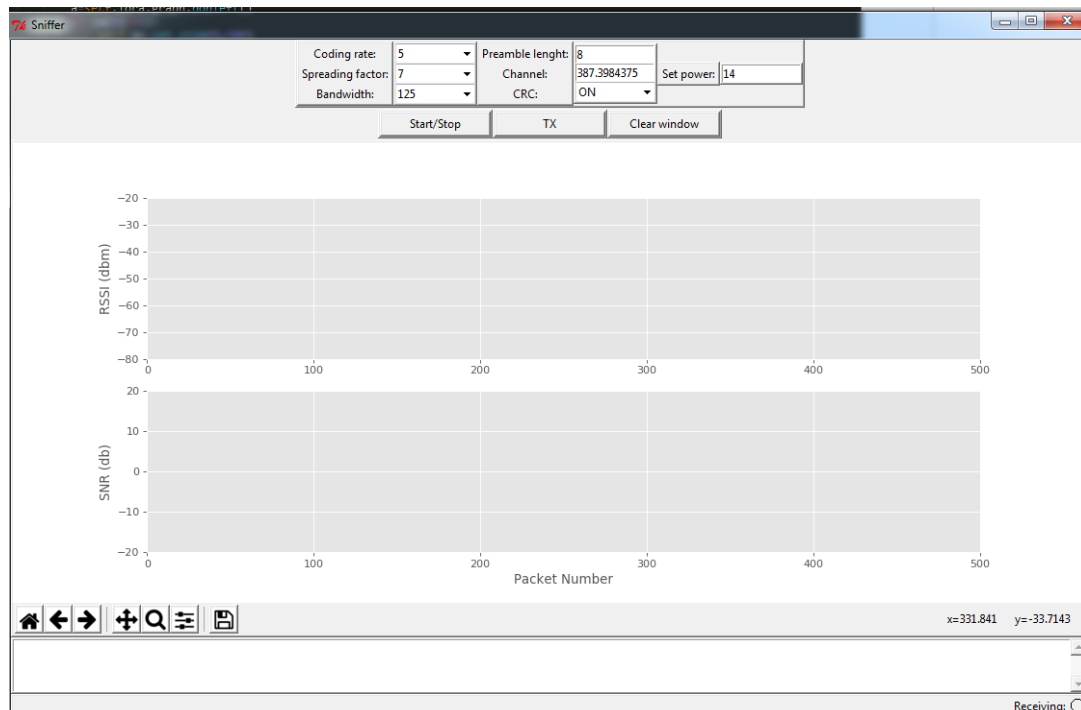 Sniffer
Coding rate: 5 Preamble lenght: 8
Spreading factor: 7 Channel: 387.3984375 Set power: 14
Bandwidth: 125 CRC: ON
Start/Stop TX Clear window
−20
−30
−40
−50
−60
−70
−80
RSSI (dbm)
0 100 200 300 400 500
20
10
0
−10
−20
SNR (db)
0 100 200 300 400 500
Packet Number
x=331.841 y=-33.7143
Receiving: